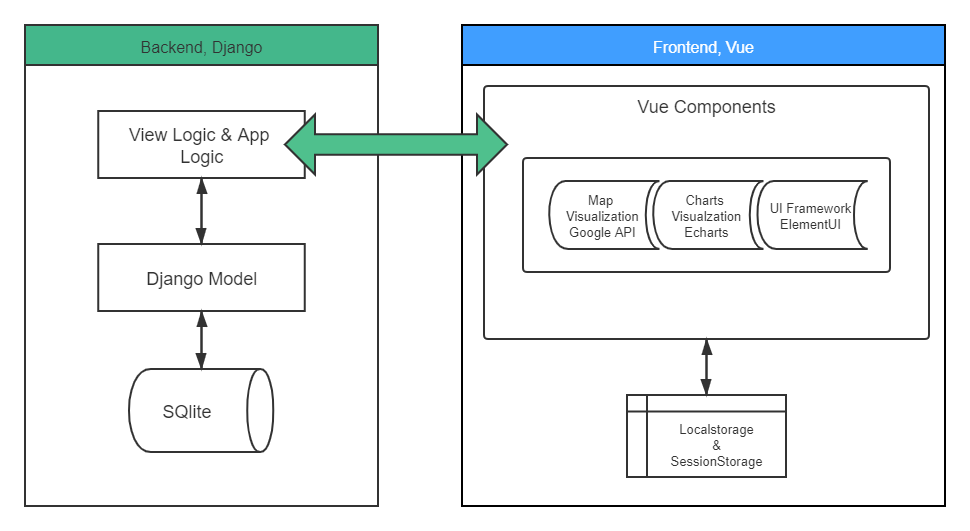 Backend, Django
View Logic & App
Logic
Django Model
SQlite
Frontend, Vue
Vue Components
Map
Visualization
Google API
Charts
Visualzation
Echarts
UI Framework
ElementUI
Localstorage
&
SessionStorage